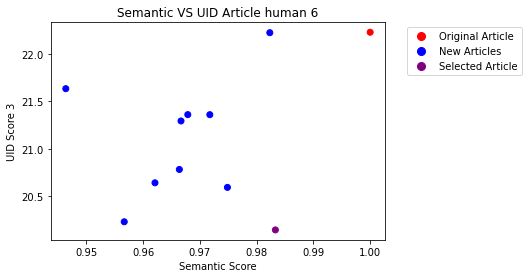 Semantic VS UID Article human 6
UID Score 3
22.0
21.5
21.0
20.5
0.95
0.96
0.97
0.98
0.99
1.00
Semantic Score
Original Article
New Articles
Selected Article